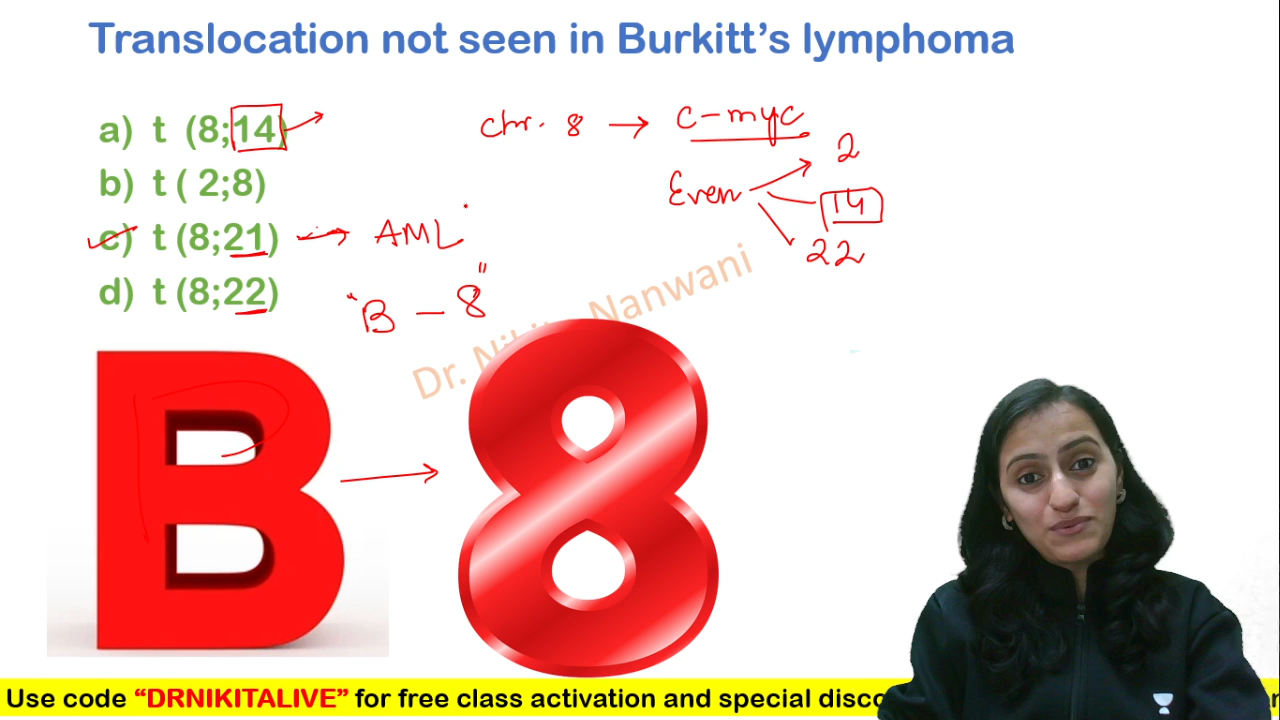 Translocation not seen in Burkitt's lymphoma
a) t (8;14)
b) t ( 2;8)
c) t (8;21) → AML
d) t (8;22)
chr. 8 → c-myc
Even
2
14
22
"B - 8"
Dr. Nanwani
B
8
Use code “DRNIKITALIVE” for free class activation and special